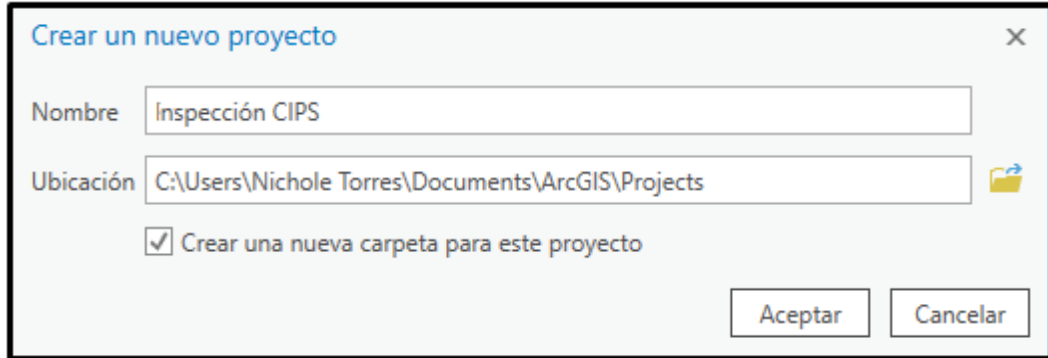 Crear un nuevo proyecto
Nombre Inspección CIPS
Ubicación C:\Users\Nichole Torres\Documents\ArcGIS\Projects
Crear una nueva carpeta para este proyecto
Aceptar Cancelar